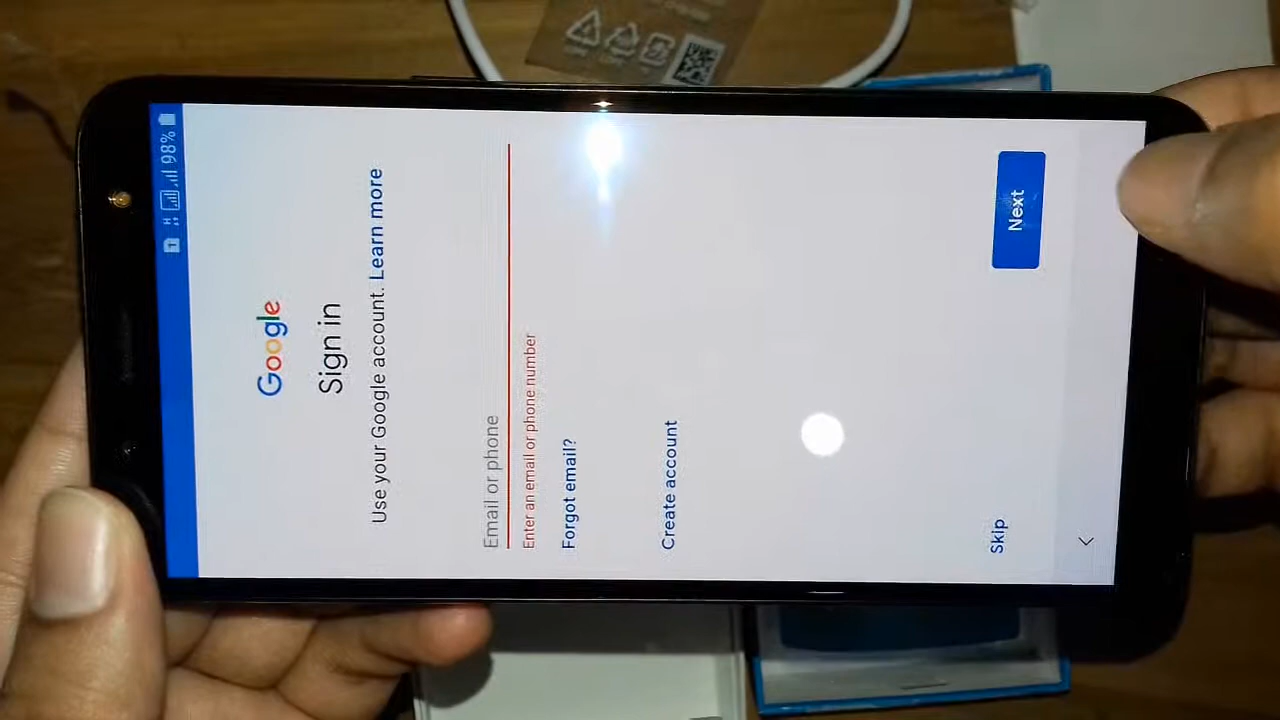 98%
Google
Sign in
Use your Google account. Learn more
Email or phone
Enter an email or phone number
Forgot email?
Create account
Skip
Next